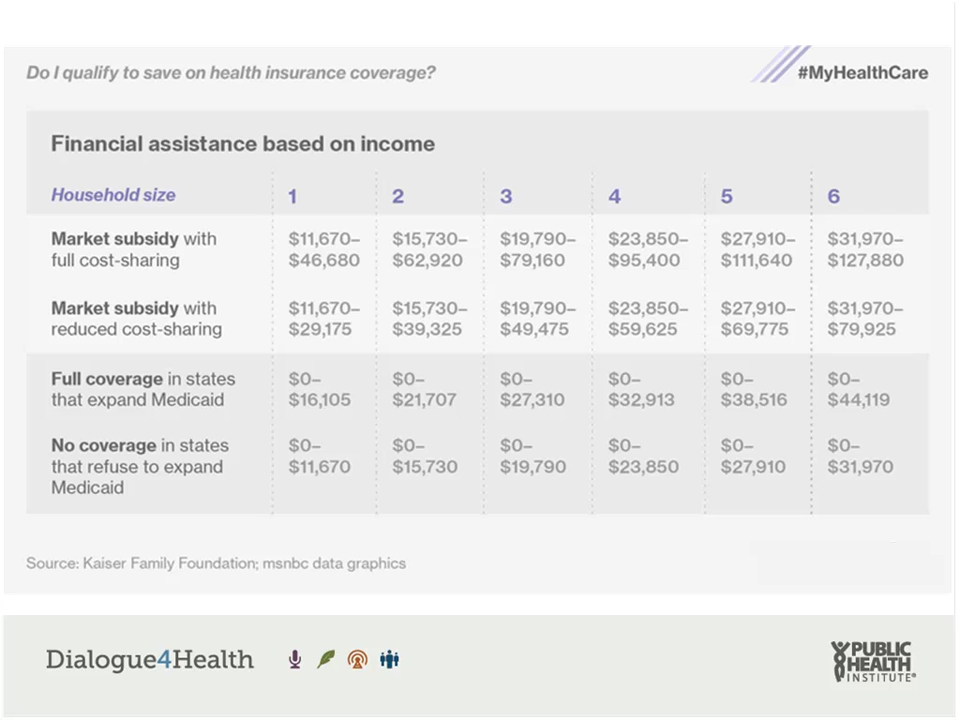 Do I qualify to save on health insurance coverage?
#MyHealthCare
Financial assistance based on income
Household size 1 2 3 4 5 6
Market subsidy with $11,670– $15,730– $19,790– $23,850– $27,910– $31,970–
full cost-sharing $46,680 $62,920 $79,160 $95,400 $111,640 $127,880
Market subsidy with $11,670– $15,730– $19,790– $23,850– $27,910– $31,970–
reduced cost-sharing $29,175 $39,325 $49,475 $59,625 $69,775 $79,925
Full coverage in states $0– $0– $0– $0– $0– $0–
that expand Medicaid $16,105 $21,707 $27,310 $32,913 $38,516 $44,119
No coverage in states $0– $0– $0– $0– $0– $0–
that refuse to expand $11,670 $15,730 $19,790 $23,850 $27,910 $31,970
Medicaid
Source: Kaiser Family Foundation; msnbc data graphics
Dialogue4Health
PUBLIC
HEALTH
INSTITUTE®